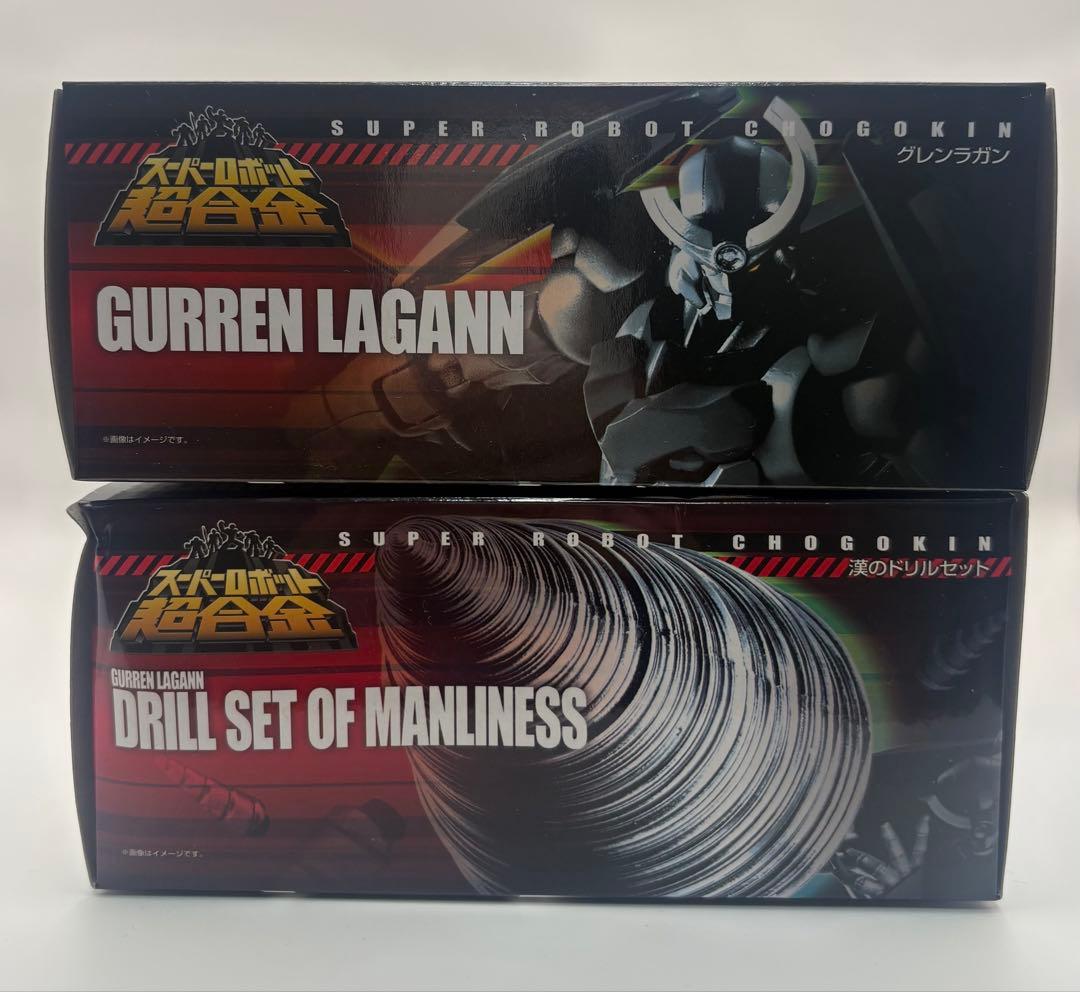 SUPER ROBOT CHOGOKIN
グレンラガン
スーパーロボット
超合金
GURREN LAGANN
※画像はイメージです。
SUPER ROBOT CHOGOKIN
漢のドリルセット
スーパーロボット
超合金
GURREN LAGANN
DRILL SET OF MANLINESS
※画像はイメージです。